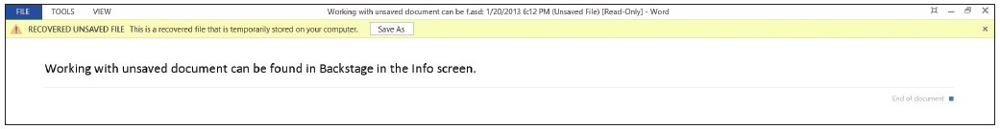 FILE TOOLS VIEW Working with unsaved document can be f.asd: 1/20/2013 6:12 PM (Unsaved File) [Read-Only] - Word
RECOVERED UNSAVED FILE This is a recovered file that is temporarily stored on your computer. Save As
Working with unsaved document can be found in Backstage in the Info screen.
End of document